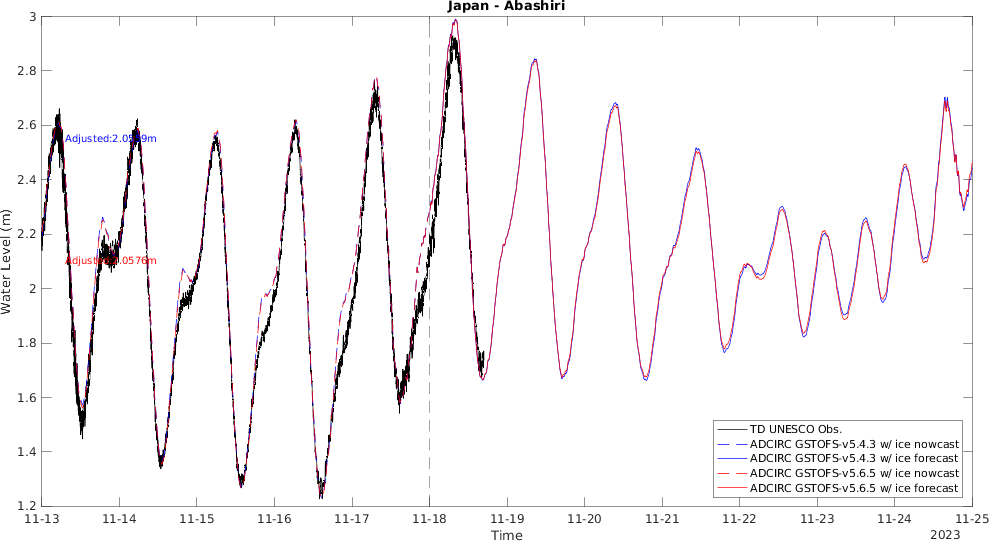 Japan - Abashiri
3
2.8
2.6
2.4
2.2
2
1.8
1.6
1.4
1.2
Water Level (m)
Adjusted:
Adjusted:
TD UNESCO Obs.
ADCIRC GSTOFS-v5.4.3 w/ ice nowcast
ADCIRC GSTOFS-v5.4.3 w/ ice forecast
ADCIRC GSTOFS-v5.6.5 w/ ice nowcast
ADCIRC GSTOFS-v5.6.5 w/ ice forecast
11-13 11-14 11-15 11-16 11-17 11-18 11-19 11-20 11-21 11-22 11-23 11-24 11-25
Time
2023